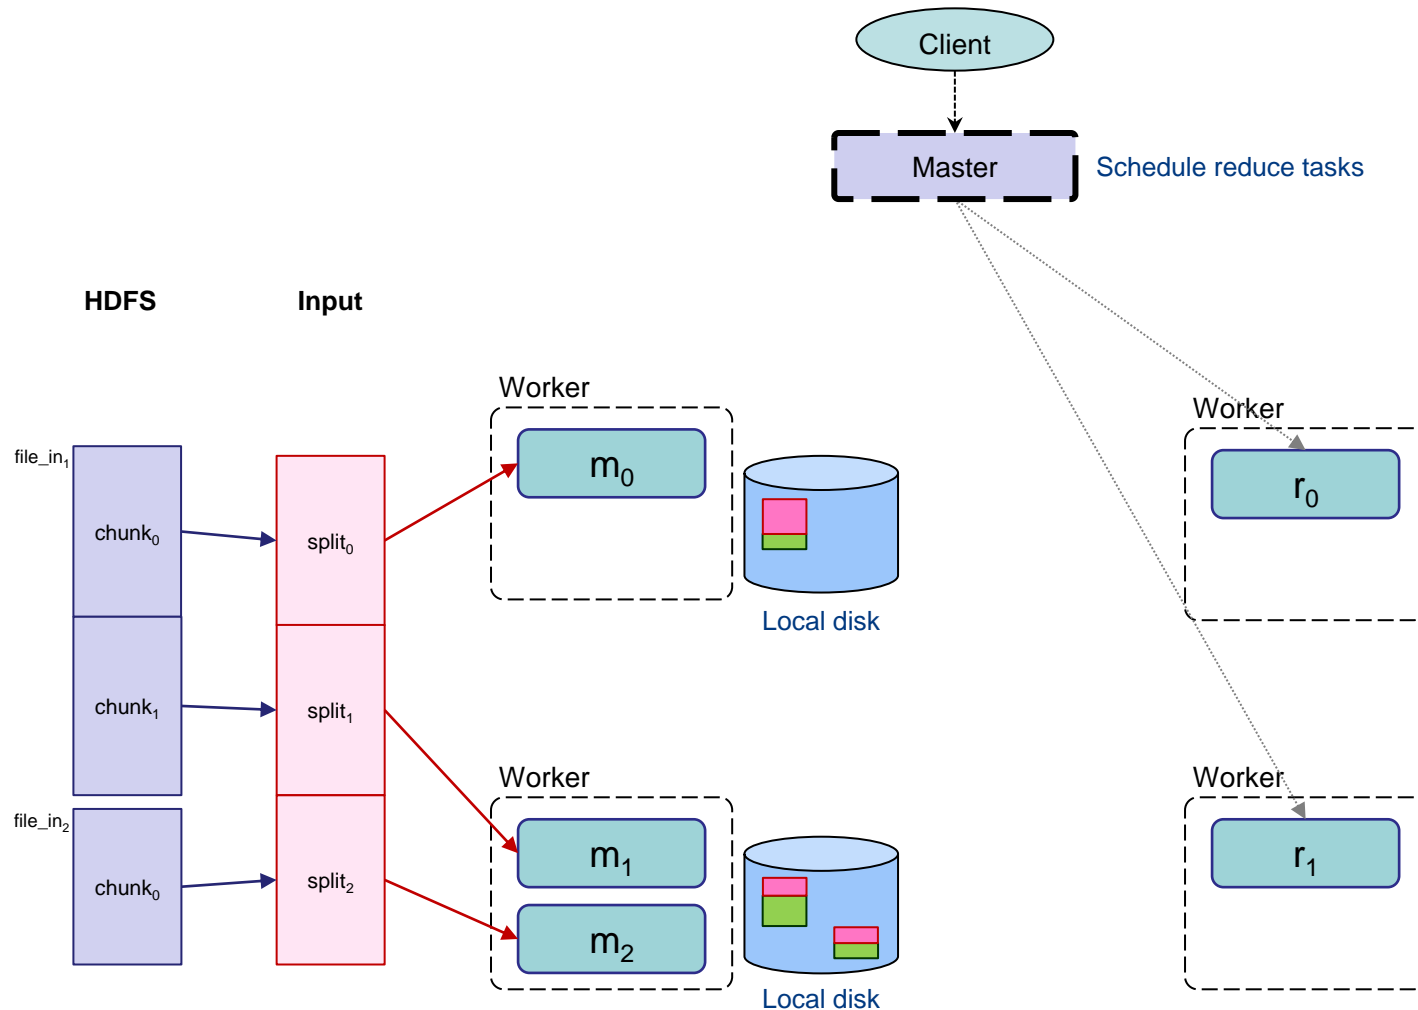 Client
Master
Schedule reduce tasks
HDFS
Input
Worker
Worker
file_in₁
m₀
r₀
chunk₀
split₀
Local disk
chunk₁
split₁
Worker
Worker
file_in₂
m₁
r₁
chunk₀
split₂
m₂
Local disk